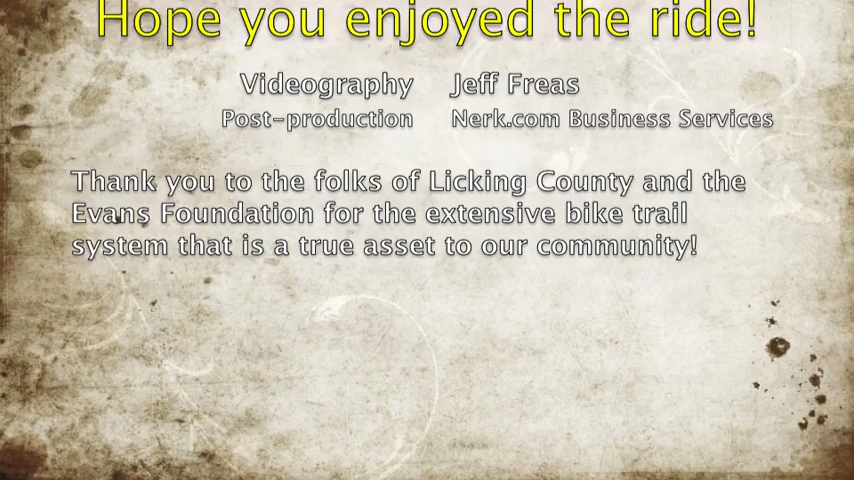 Hope you enjoyed the ride!
Videography Jeff Freas
Post-production Nerk.com Business Services
Thank you to the folks of Licking County and the
Evans Foundation for the extensive bike trail
system that is a true asset to our community!